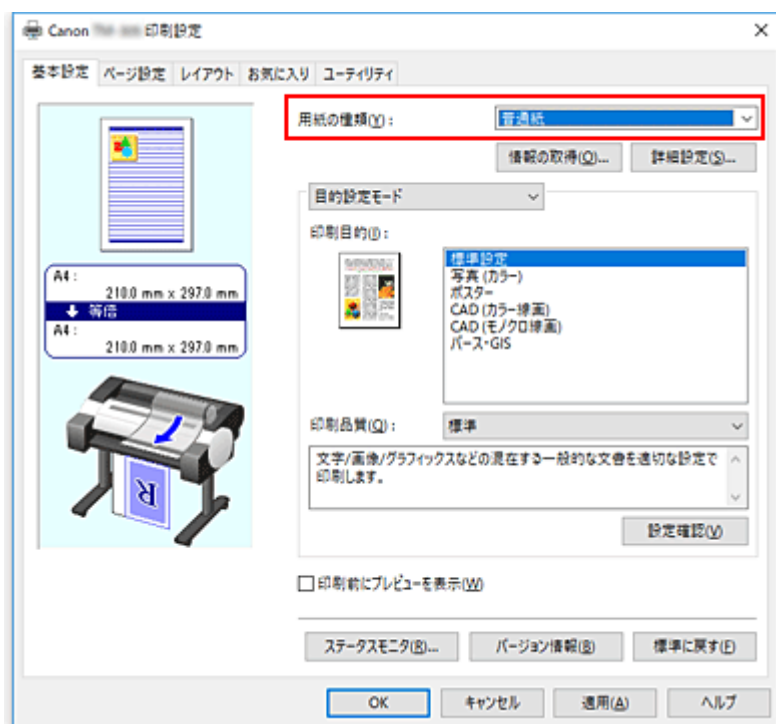 Canon 印刷設定
基本設定 ページ設定 レイアウト お気に入り ユーティリティ
用紙の種類(Y): 普通紙
情報の取得(O)... 詳細設定(S)...
目的設定モード
印刷目的(I):
標準設定
写真 (カラー)
ポスター
CAD (カラー線画)
CAD (モノクロ線画)
パース・GIS
A4 :
210.0 mm x 297.0 mm
等倍
A4 :
210.0 mm x 297.0 mm
R
印刷品質(Q): 標準
文字/画像/グラフィックスなどの混在する一般的な文書を適切な設定で
印刷します。
設定確認(V)
印刷前にプレビューを表示(W)
ステータスモニタ(R)... バージョン情報(B) 標準に戻す(F)
OK キャンセル 適用(A) ヘルプ